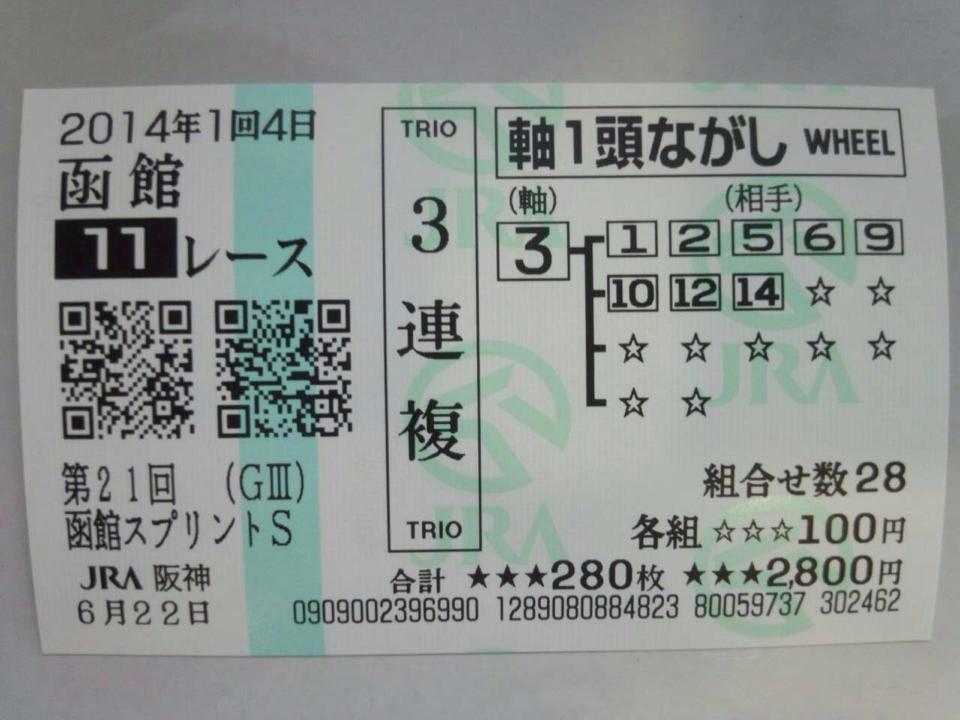 2014年1回4日
函館
11レース
第21回 (GⅢ)
函館スプリントS
JRA 阪神
6月22日
TRIO
3連複
TRIO
軸1頭ながし WHEEL
(軸) (相手)
3 1 2 5 6 9
10 12 14 ☆ ☆
☆ ☆ ☆ ☆ ☆
☆ ☆
組合せ数28
各組 ☆☆☆100円
合計 ★★★280枚 ★★★2,800円
0909002396990 1289080884823 80059737 302462
JRA
JRA
JRA